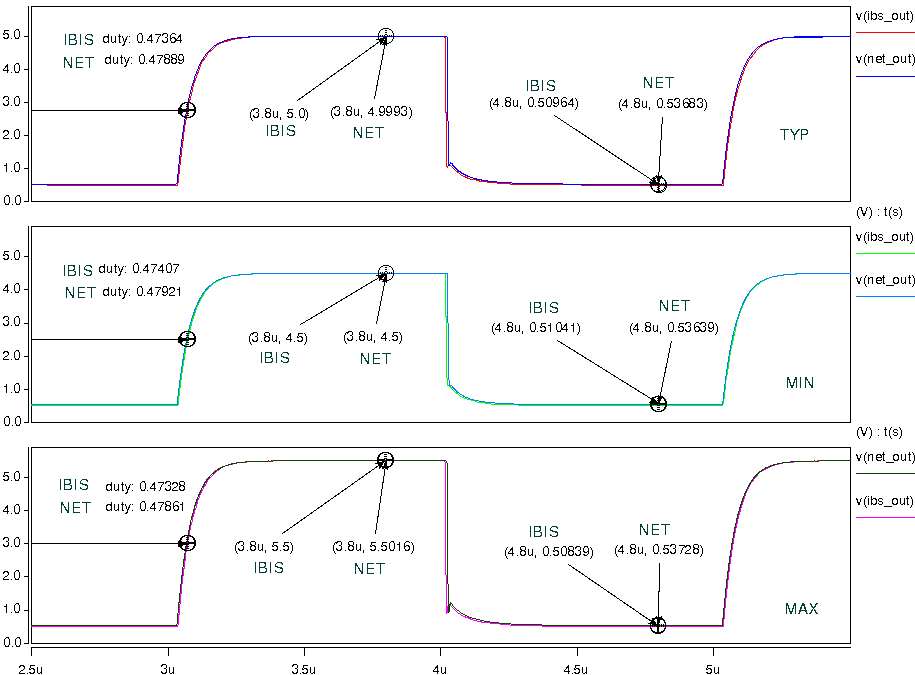 v(ibs_out)
5.0
IBIS duty: 0.47364
NET duty: 0.47889
v(net_out)
4.0
3.0
IBIS
NET
(3.8u, 5.0) (3.8u, 4.9993)
(4.8u, 0.50964) (4.8u, 0.53683)
IBIS NET
TYP
2.0
1.0
0.0
(V) : t(s)
v(ibs_out)
5.0
IBIS duty: 0.47407
NET duty: 0.47921
v(net_out)
4.0
3.0
IBIS NET
(3.8u, 4.5) (3.8u, 4.5)
(4.8u, 0.51041) (4.8u, 0.53639)
IBIS NET
2.0
MIN
1.0
0.0
(V) : t(s)
v(net_out)
5.0
IBIS duty: 0.47328
NET duty: 0.47861
v(ibs_out)
4.0
3.0
IBIS NET
(3.8u, 5.5) (3.8u, 5.5016)
(4.8u, 0.50839) (4.8u, 0.53728)
IBIS NET
2.0
MAX
1.0
0.0
2.5u 3u 3.5u 4u 4.5u 5u